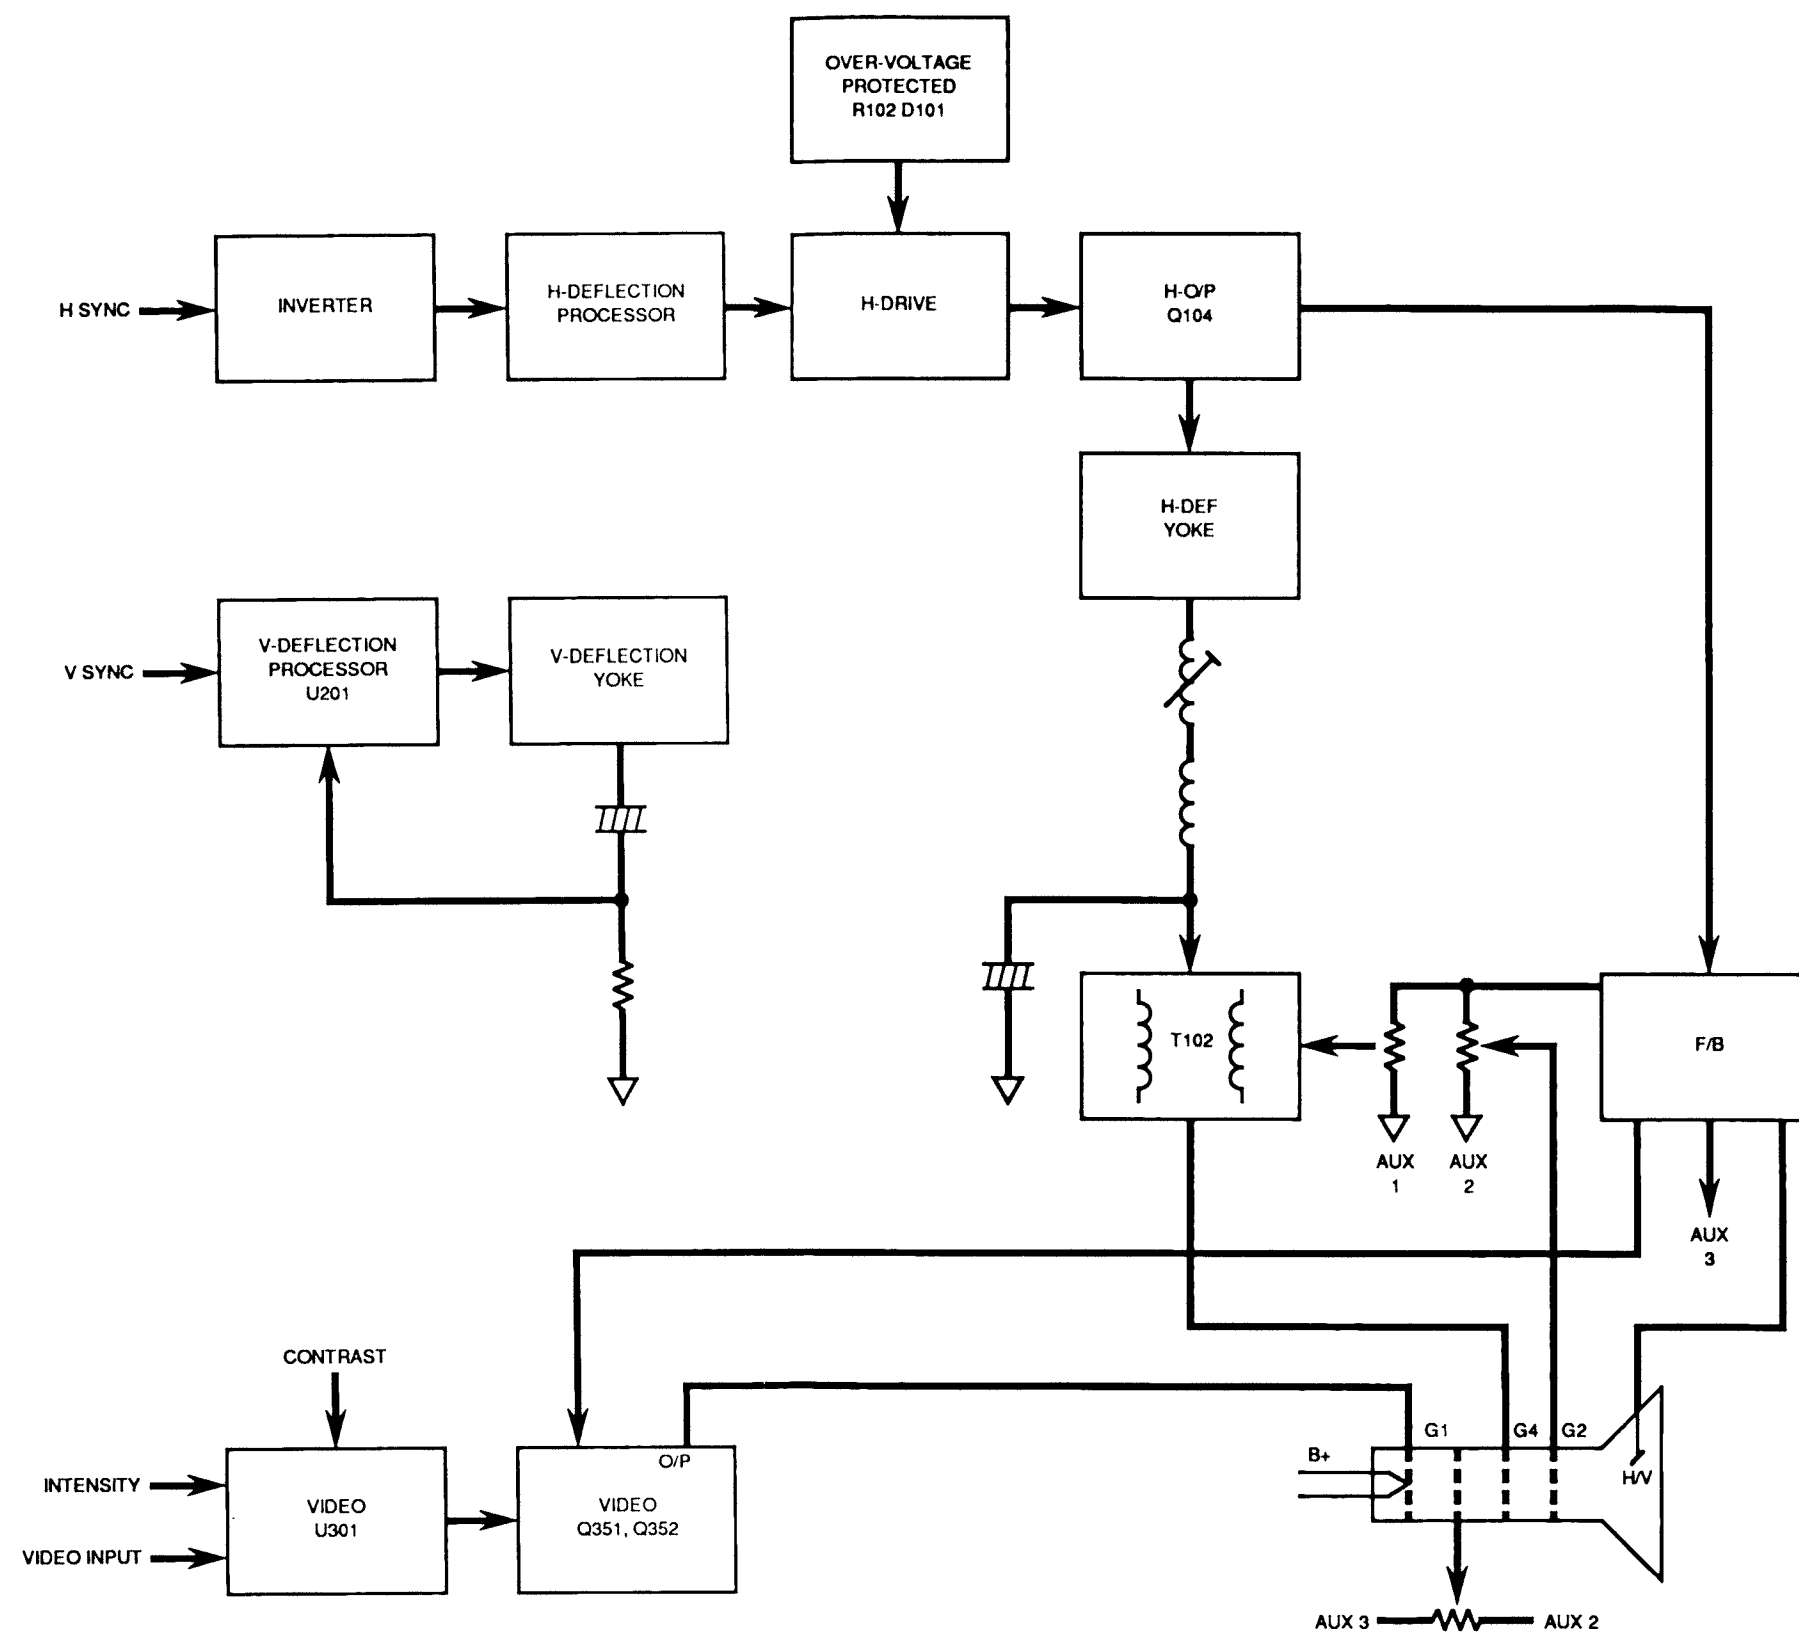 OVER-VOLTAGE
PROTECTED
R102 D101
H SYNC
INVERTER
H-DEFLECTION
PROCESSOR
H-DRIVE
H-O/P
Q104
H-DEF
YOKE
V SYNC
V-DEFLECTION
PROCESSOR
U201
V-DEFLECTION
YOKE
T102
F/B
AUX
1
AUX
2
AUX
3
CONTRAST
INTENSITY
VIDEO INPUT
VIDEO
U301
O/P
VIDEO
Q351, Q352
B+
G1
G4
G2
H/V
AUX 3
AUX 2